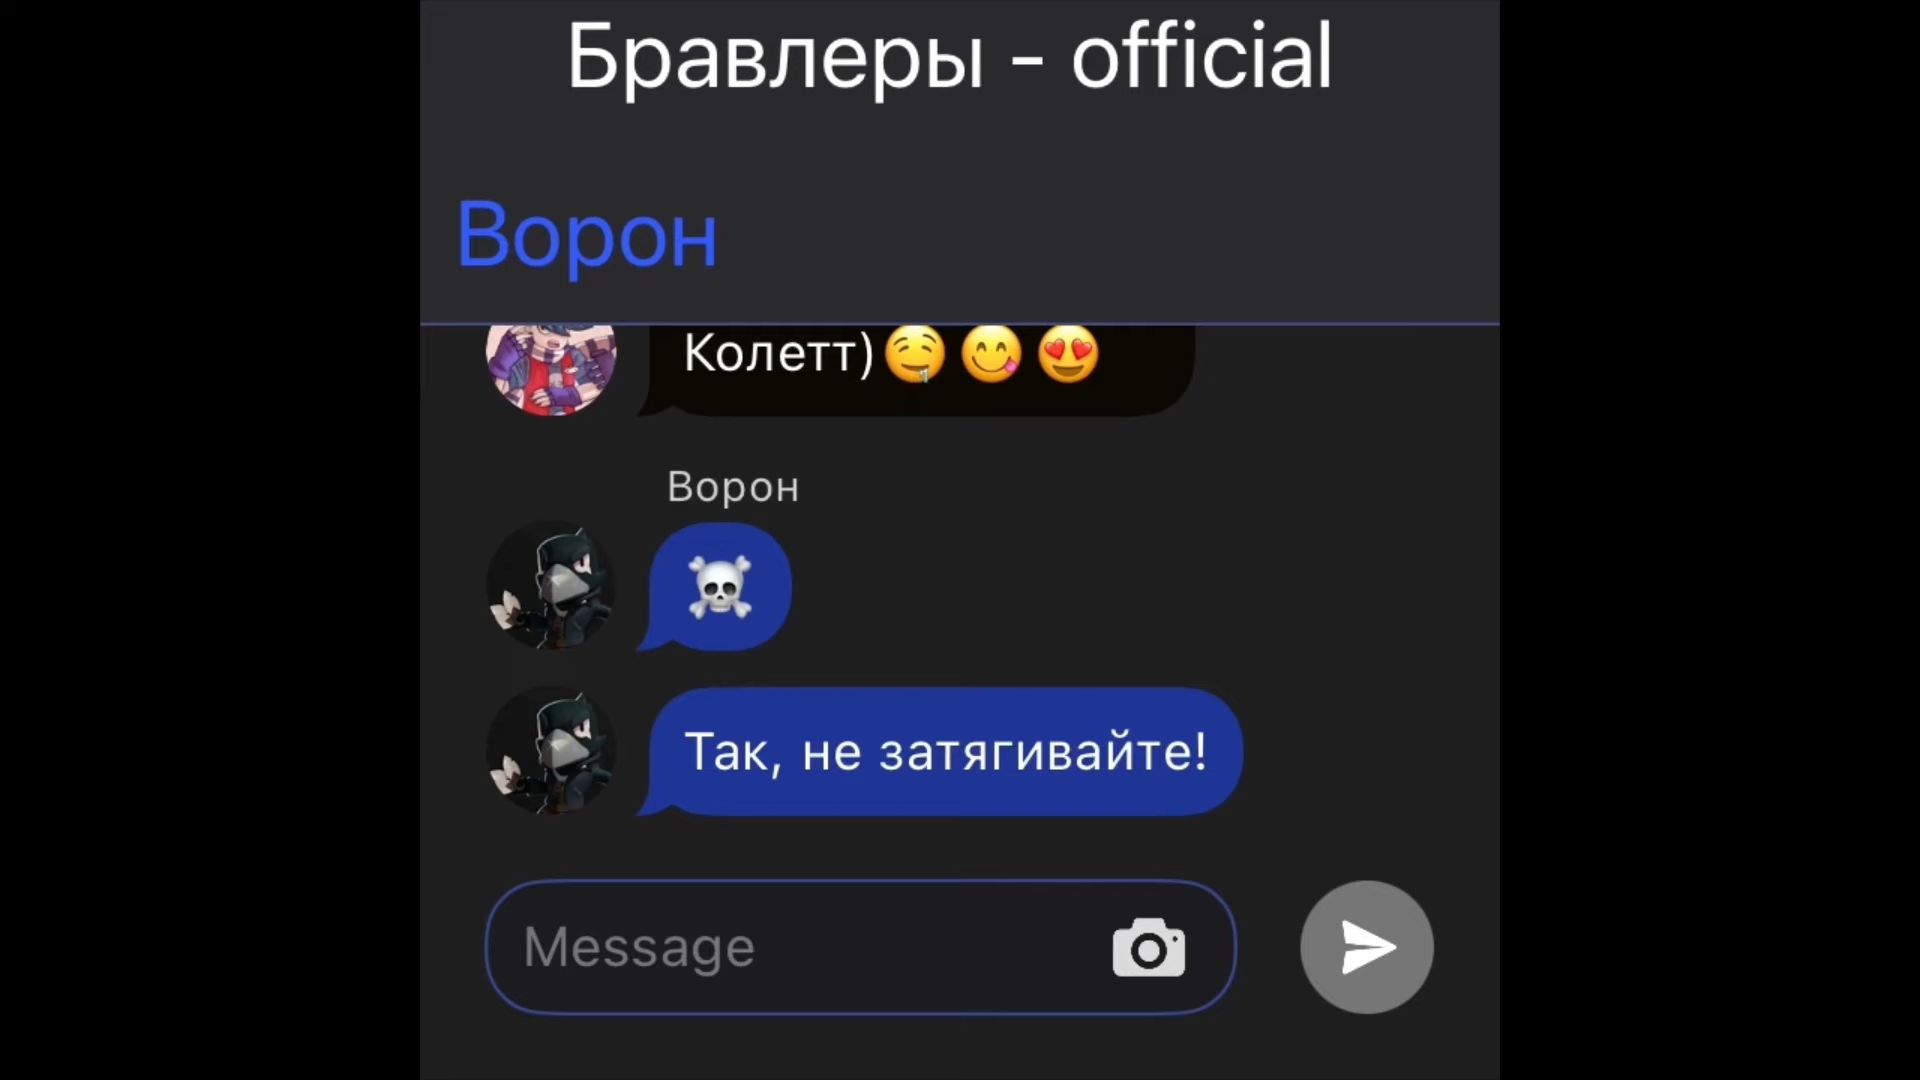 Бравлеры - official
Ворон
Колетт)🤤😋😍
Ворон
☠️
Так, не затягивайте!
Message